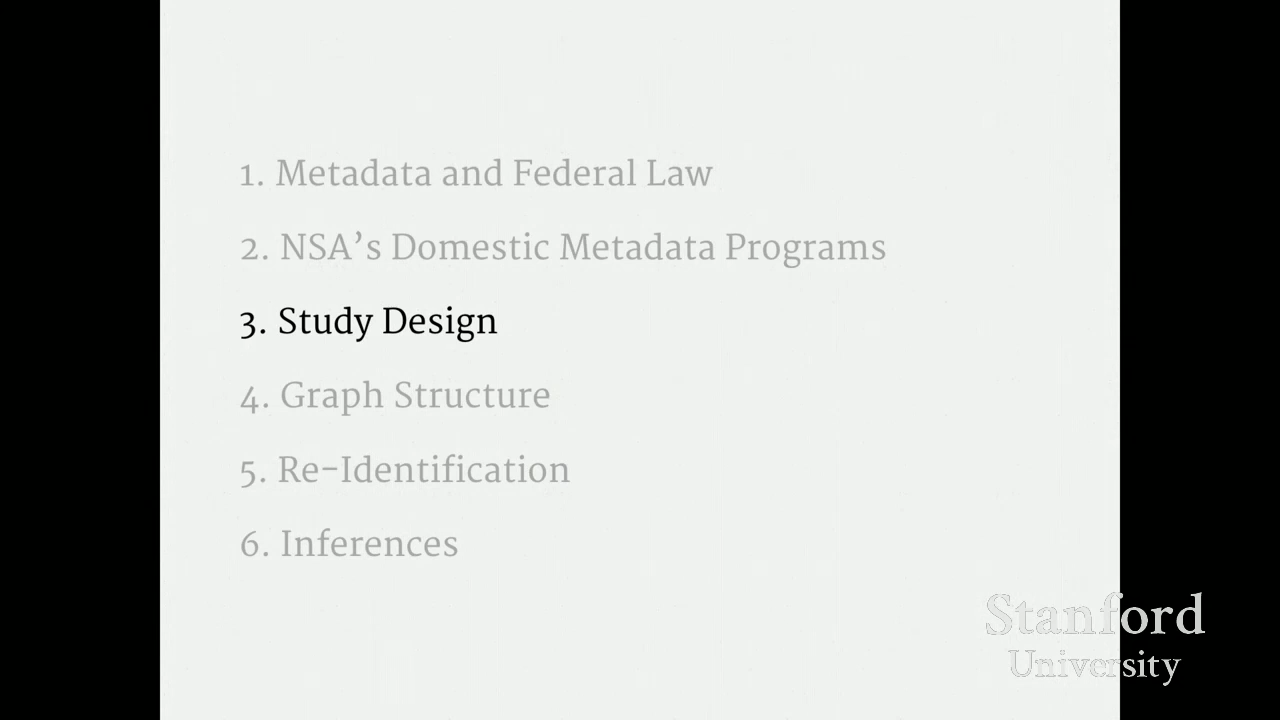 1. Metadata and Federal Law
2. NSA’s Domestic Metadata Programs
3. Study Design
4. Graph Structure
5. Re-Identification
6. Inferences
Stanford
University